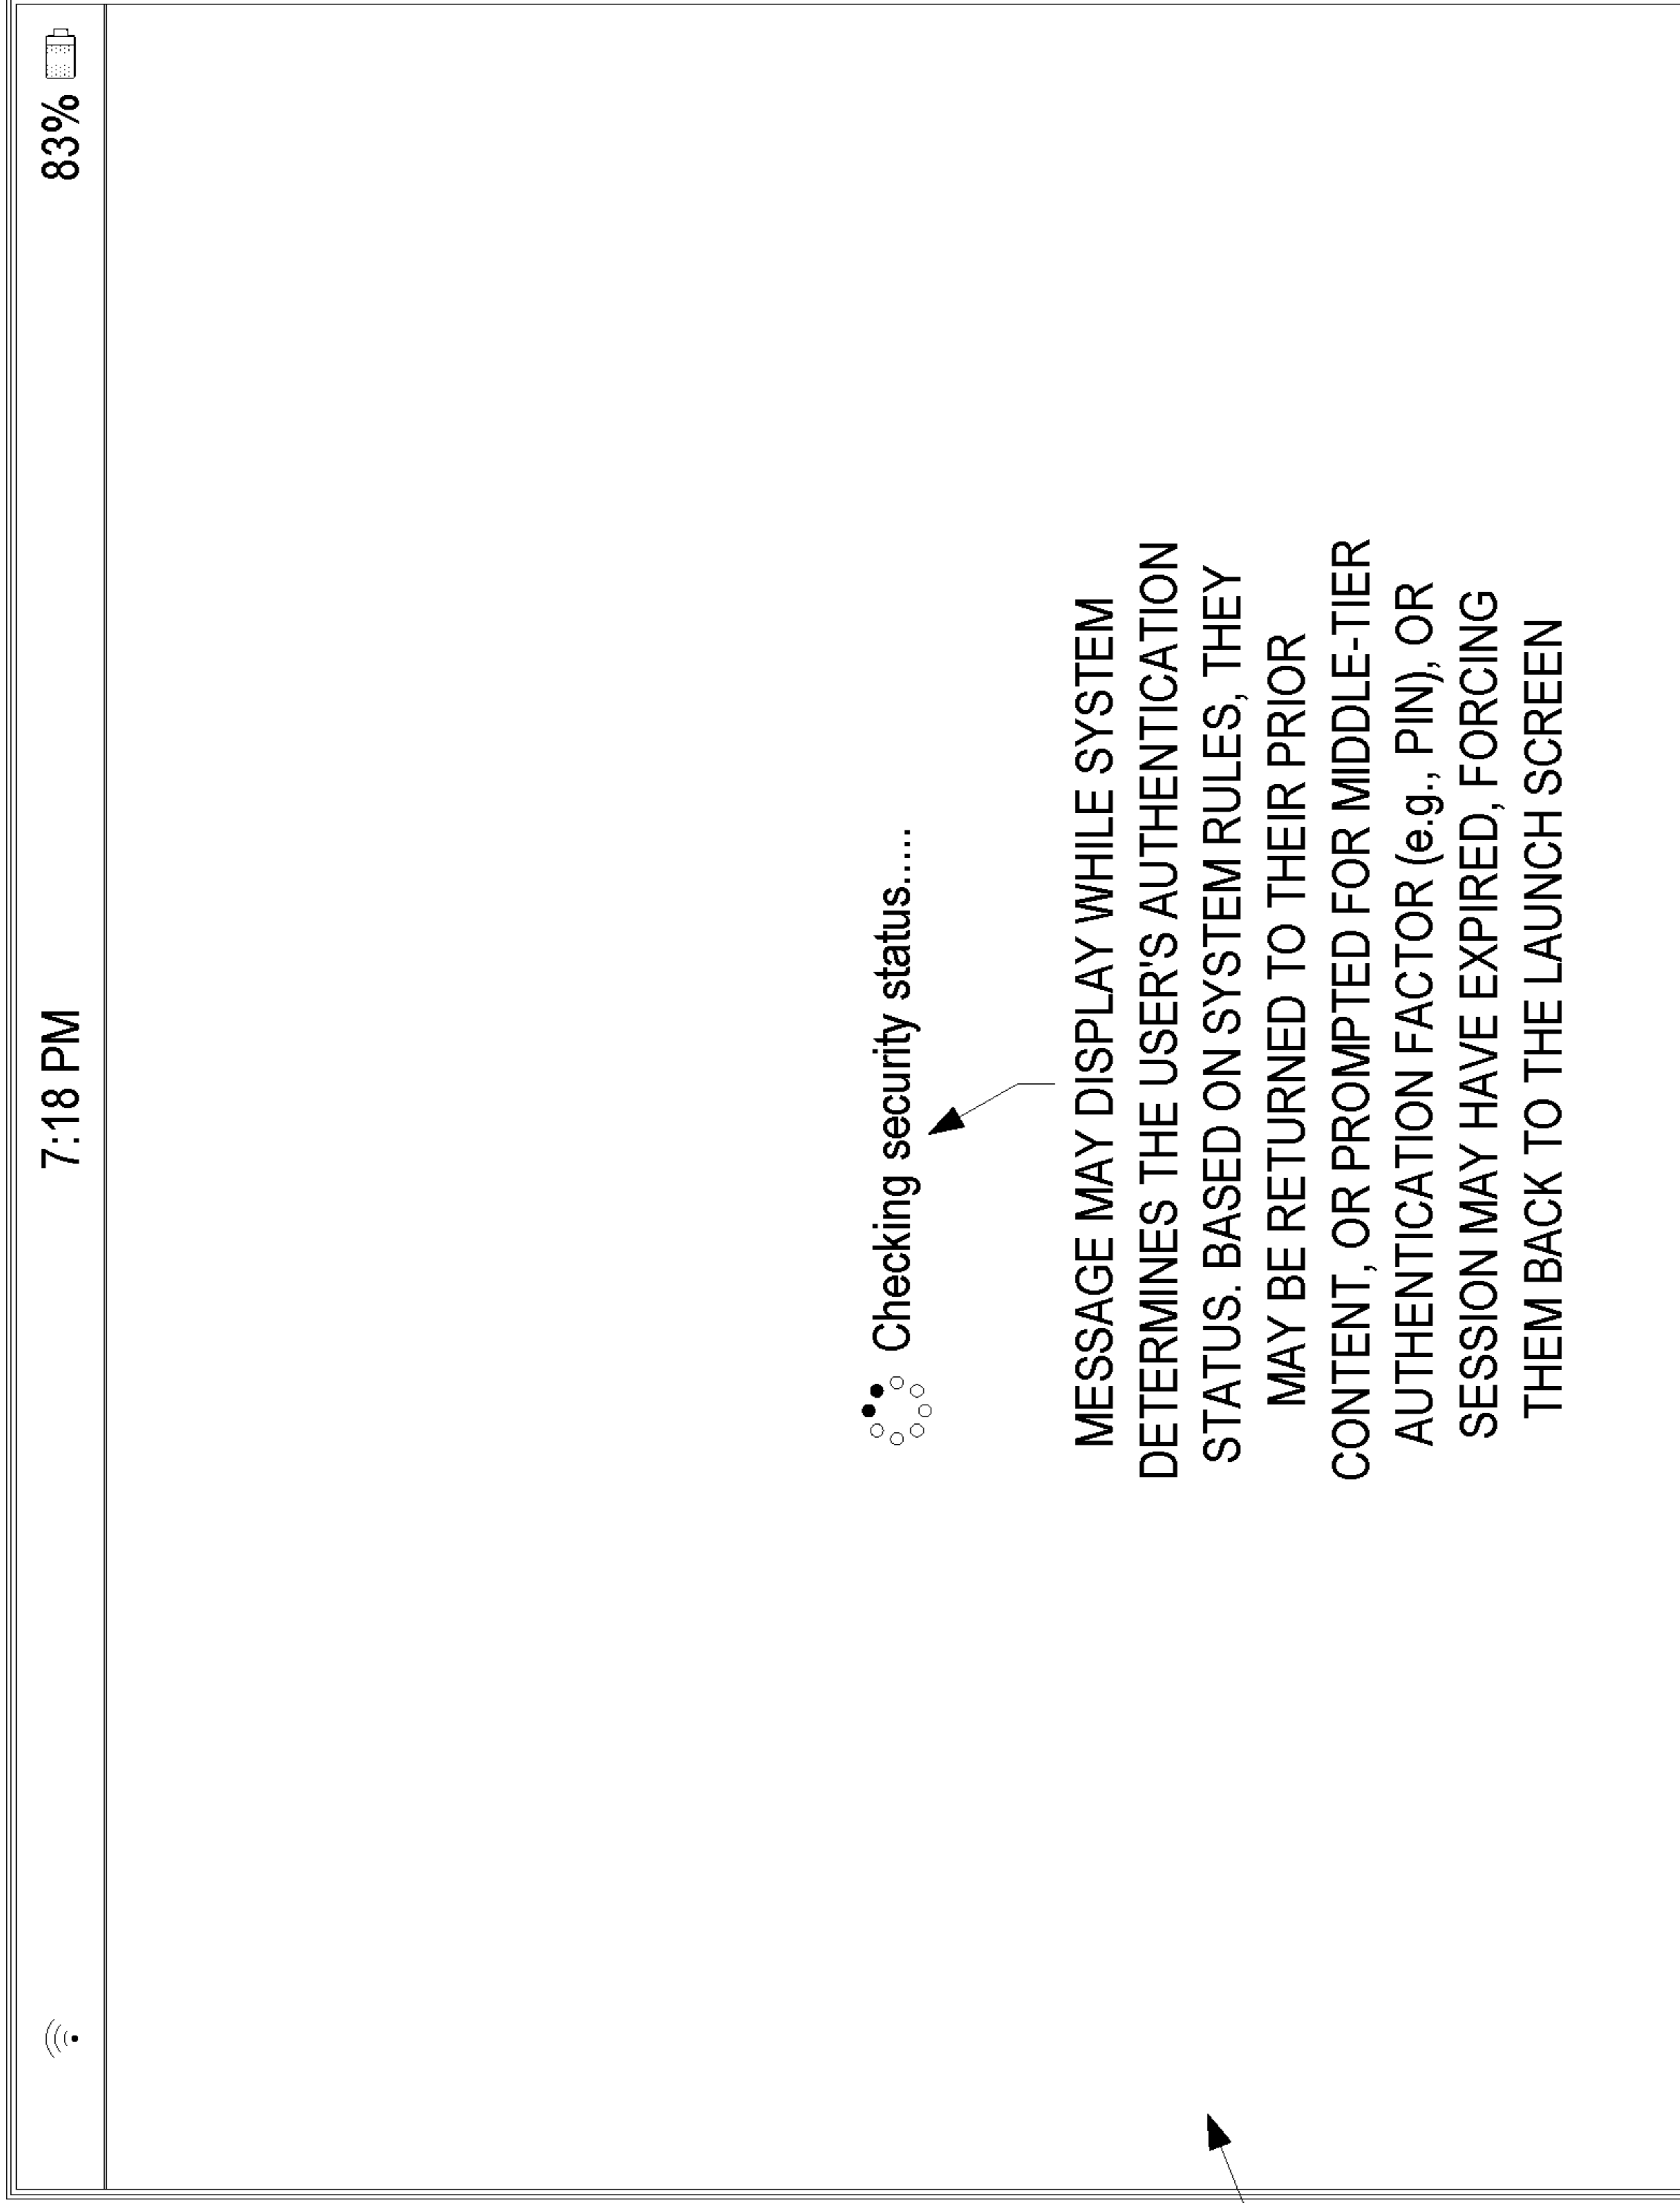 7:18 PM
83%
Checking security status.....
MESSAGE MAY DISPLAY WHILE SYSTEM
DETERMINES THE USER'S AUTHENTICATION
STATUS. BASED ON SYSTEM RULES, THEY
MAY BE RETURNED TO THEIR PRIOR
CONTENT, OR PROMPTED FOR MIDDLE-TIER
AUTHENTICATION FACTOR (e.g., PIN), OR
SESSION MAY HAVE EXPIRED, FORCING
THEM BACK TO THE LAUNCH SCREEN